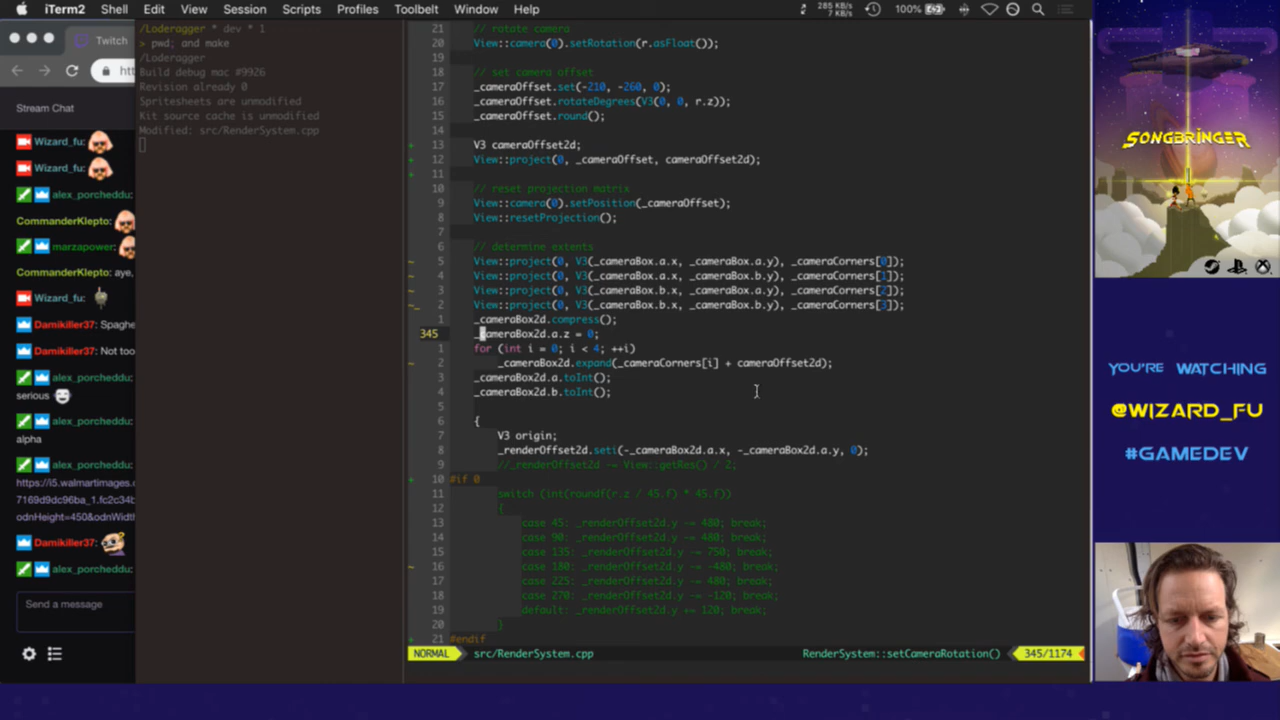 iTerm2 Shell Edit View Session Scripts Profiles Toolbelt Window Help
285 KB/s
7 KB/s
100%
Twitch
htt
Stream Chat
Wizard_fu:
Wizard_fu:
alex_porcheddu:
CommanderKlepto:
marzapower:
CommanderKlepto: aye,
Wizard_fu:
Damikiller37: Spaghe
Damikiller37: Not too
alex_porcheddu:
serious
alex_porcheddu:
alpha
alex_porcheddu:
https://i5.walmartimages.c
7169d9dc96ba_1.fc2c34b
odnHeight=450&odnWidth
Damikiller37:
alex_porcheddu:
Send a message
/Loderagger * dev * 1
> pwd; and make
/Loderagger
Build debug mac #9926
Revision already 0
Spritesheets are unmodified
Kit source cache is unmodified
Modified: src/RenderSystem.cpp
21 // rotate camera
20 View::camera(0).setRotation(r.asFloat());
19
18 // set camera offset
17 _cameraOffset.set(-210, -260, 0);
16 _cameraOffset.rotateDegrees(V3(0, 0, r.z));
15 _cameraOffset.round();
14
13 V3 cameraOffset2d;
12 View::project(0, _cameraOffset, cameraOffset2d);
11
10 // reset projection matrix
9 View::camera(0).setPosition(_cameraOffset);
8 View::resetProjection();
7
6 // determine extents
5 View::project(0, V3(_cameraBox.a.x, _cameraBox.a.y), _cameraCorners[0]);
4 View::project(0, V3(_cameraBox.a.x, _cameraBox.b.y), _cameraCorners[1]);
3 View::project(0, V3(_cameraBox.b.x, _cameraBox.a.y), _cameraCorners[2]);
2 View::project(0, V3(_cameraBox.b.x, _cameraBox.b.y), _cameraCorners[3]);
1 _cameraBox2d.compress();
345 _cameraBox2d.a.z = 0;
1 for (int i = 0; i < 4; ++i)
2 _cameraBox2d.expand(_cameraCorners[i] + cameraOffset2d);
3 _cameraBox2d.a.toInt();
4 _cameraBox2d.b.toInt();
5
6 {
7 V3 origin;
8 _renderOffset2d.seti(-_cameraBox2d.a.x, -_cameraBox2d.a.y, 0);
9 //_renderOffset2d -= View::getRes() / 2;
10 #if 0
11 switch (int(roundf(r.z / 45.f) * 45.f))
12 {
13 case 45: _renderOffset2d.y -= 480; break;
14 case 90: _renderOffset2d.y -= 480; break;
15 case 135: _renderOffset2d.y -= 750; break;
16 case 180: _renderOffset2d.y -= -480; break;
17 case 225: _renderOffset2d.y -= 480; break;
18 case 270: _renderOffset2d.y -= -120; break;
19 default: _renderOffset2d.y += 120; break;
20 }
21 #endif
NORMAL src/RenderSystem.cpp RenderSystem::setCameraRotation() 345/1174
SONGBRINGER
YOU'RE WATCHING
@WIZARD_FU
#GAMEDEV